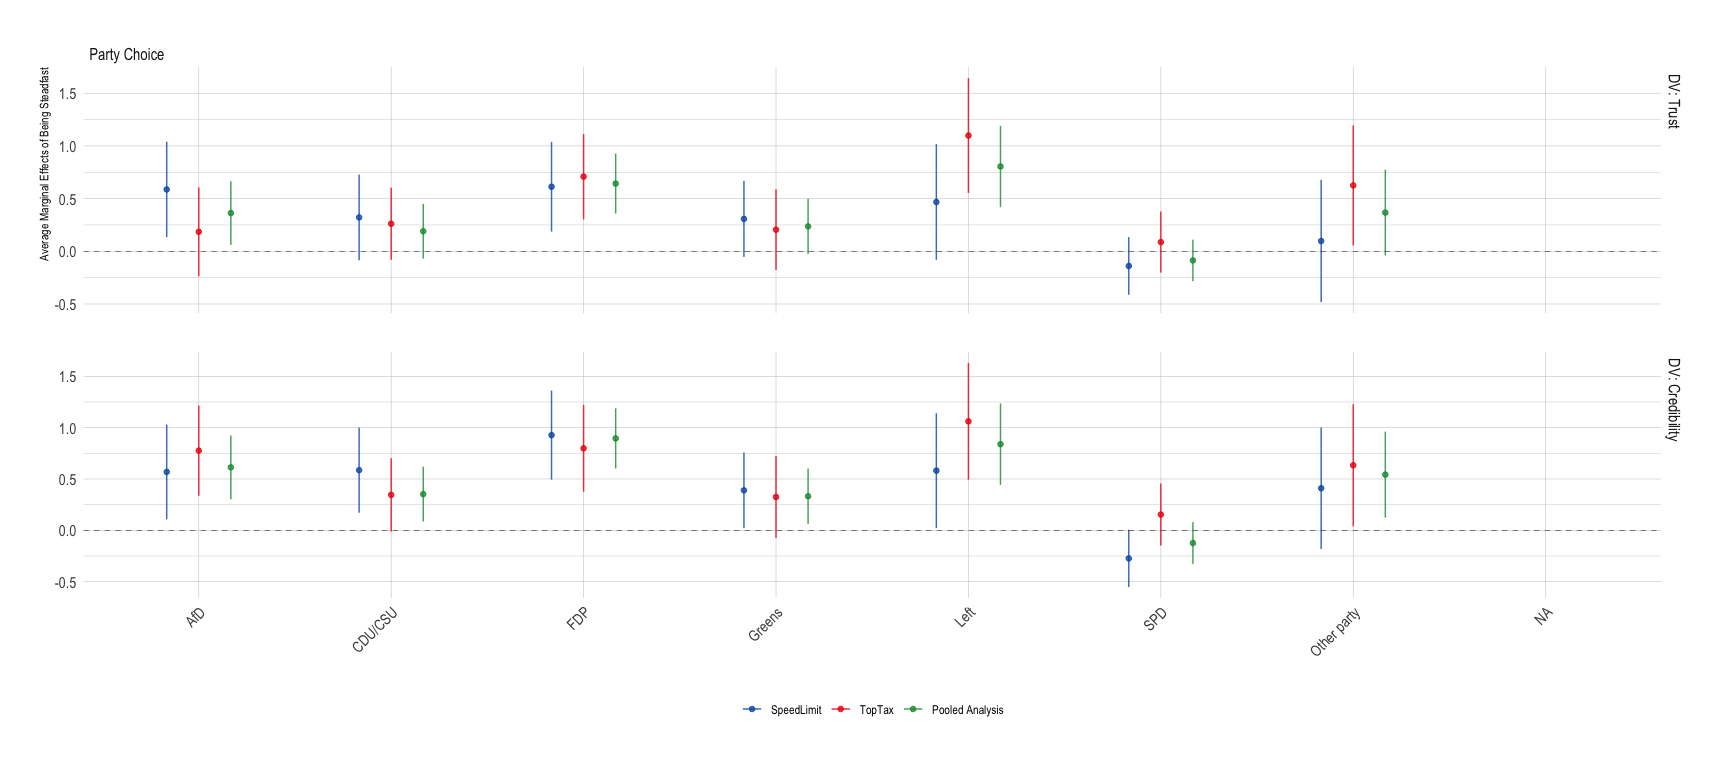 Party Choice
Average Marginal Effects of Being Steadfast
1.5
1.0
0.5
0.0
-0.5
DV: Trust
1.5
1.0
0.5
0.0
-0.5
DV: Credibility
AfD
CDU/CSU
FDP
Greens
Left
SPD
Other party
NA
SpeedLimit TopTax Pooled Analysis